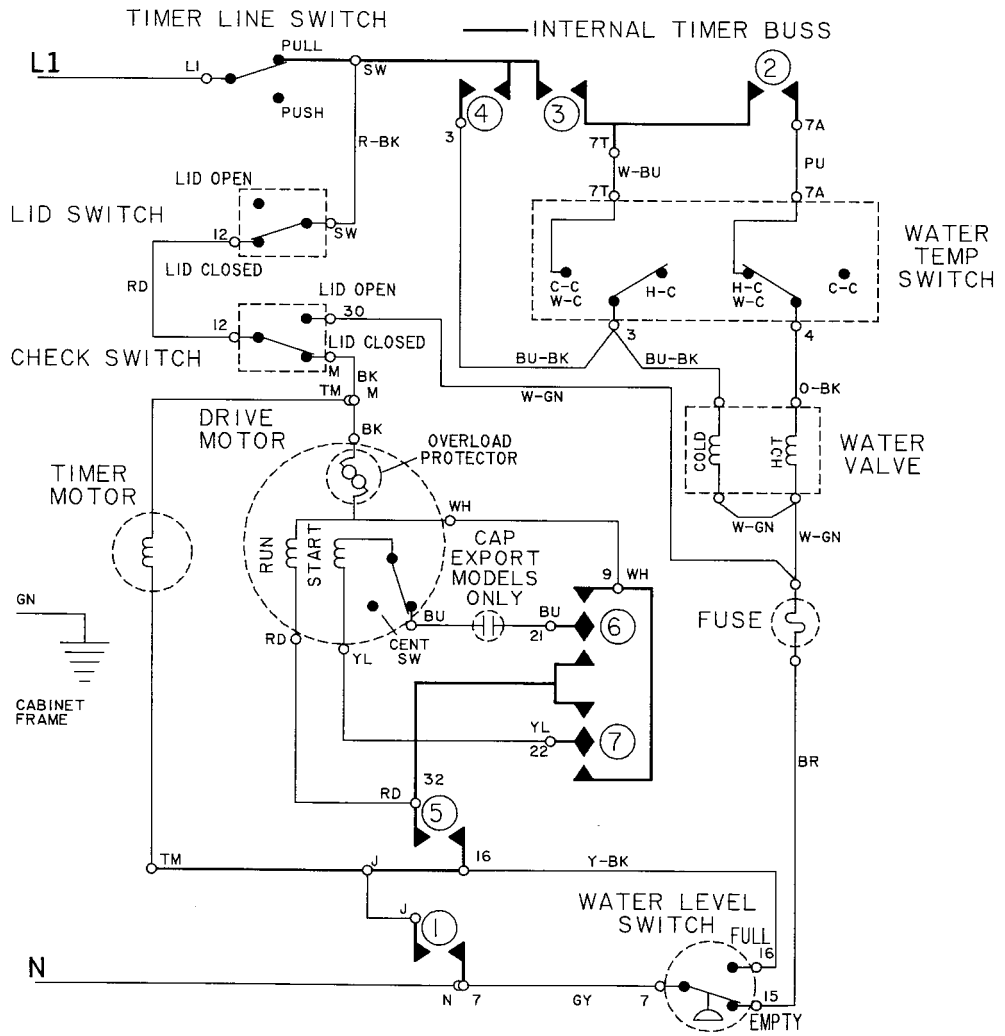 TIMER LINE SWITCH
INTERNAL TIMER BUSS
L1
L1
PULL
SW
PUSH
R-BK
4
3
2
3
7T
7A
W-BU
PU
7T
7A
LID OPEN
LID SWITCH
12
SW
LID CLOSED
RD
WATER
TEMP
SWITCH
C-C
W-C
H-C
H-C
W-C
C-C
3
4
LID OPEN
30
12
LID CLOSED
M
CHECK SWITCH
BU-BK
BU-BK
W-GN
O-BK
BK
TM
M
DRIVE
MOTOR
BK
OVERLOAD
PROTECTOR
COLD
HOT
WATER
VALVE
W-GN
W-GN
TIMER
MOTOR
RUN
START
WH
CAP
EXPORT
MODELS
ONLY
9
WH
GN
FUSE
BU
BU
21
6
RD
YL
CENT
SW
CABINET
FRAME
YL
22
7
BR
32
RD
5
TM
J
16
Y-BK
J
1
WATER LEVEL
SWITCH
FULL
16
N
N
7
GY
7
15
EMPTY